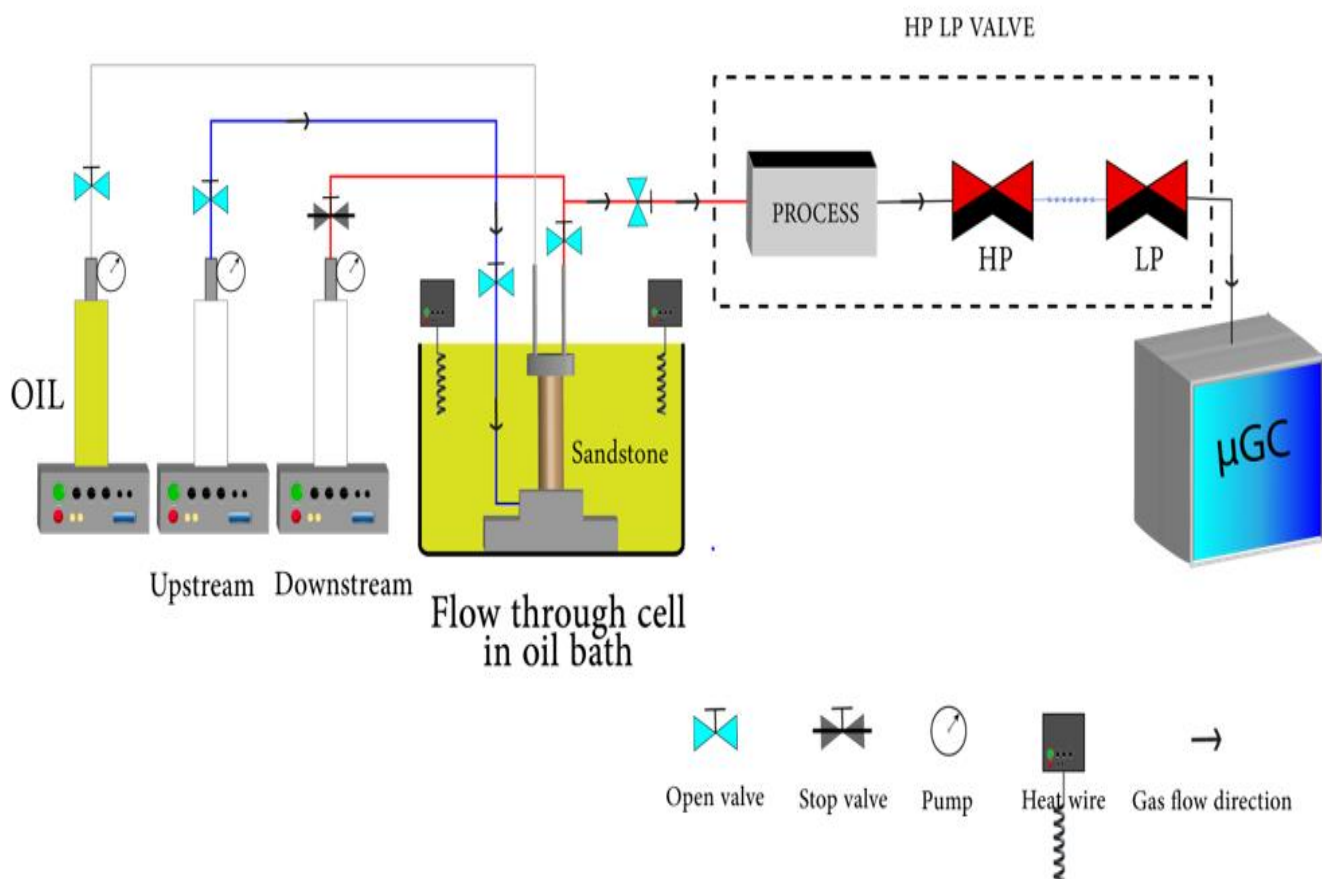 HP LP VALVE
PROCESS
HP
LP
OIL
Sandstone
µGC
Upstream
Downstream
Flow through cell
in oil bath
Open valve
Stop valve
Pump
Heat wire
Gas flow direction